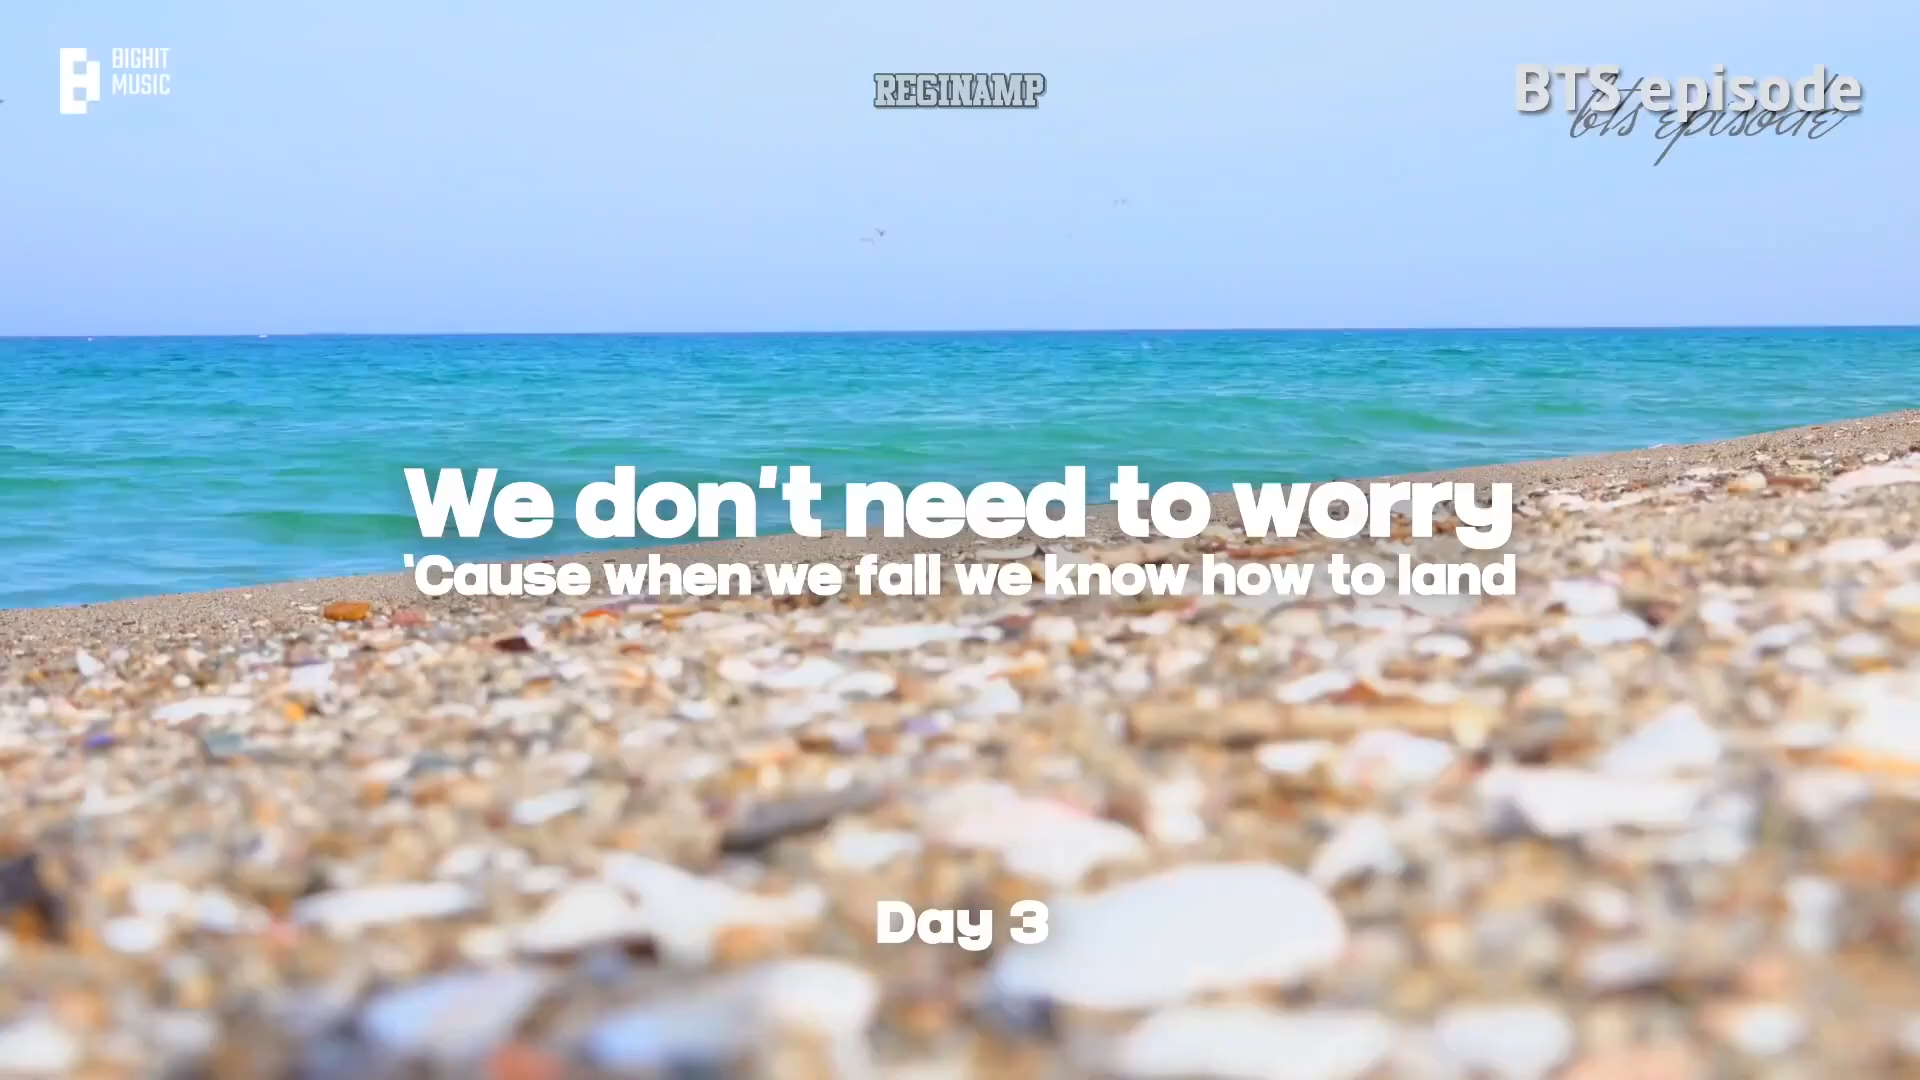 BIGHIT
MUSIC
REGINAMP
BTS episode
bts episode
We don't need to worry
'Cause when we fall we know how to land
Day 3